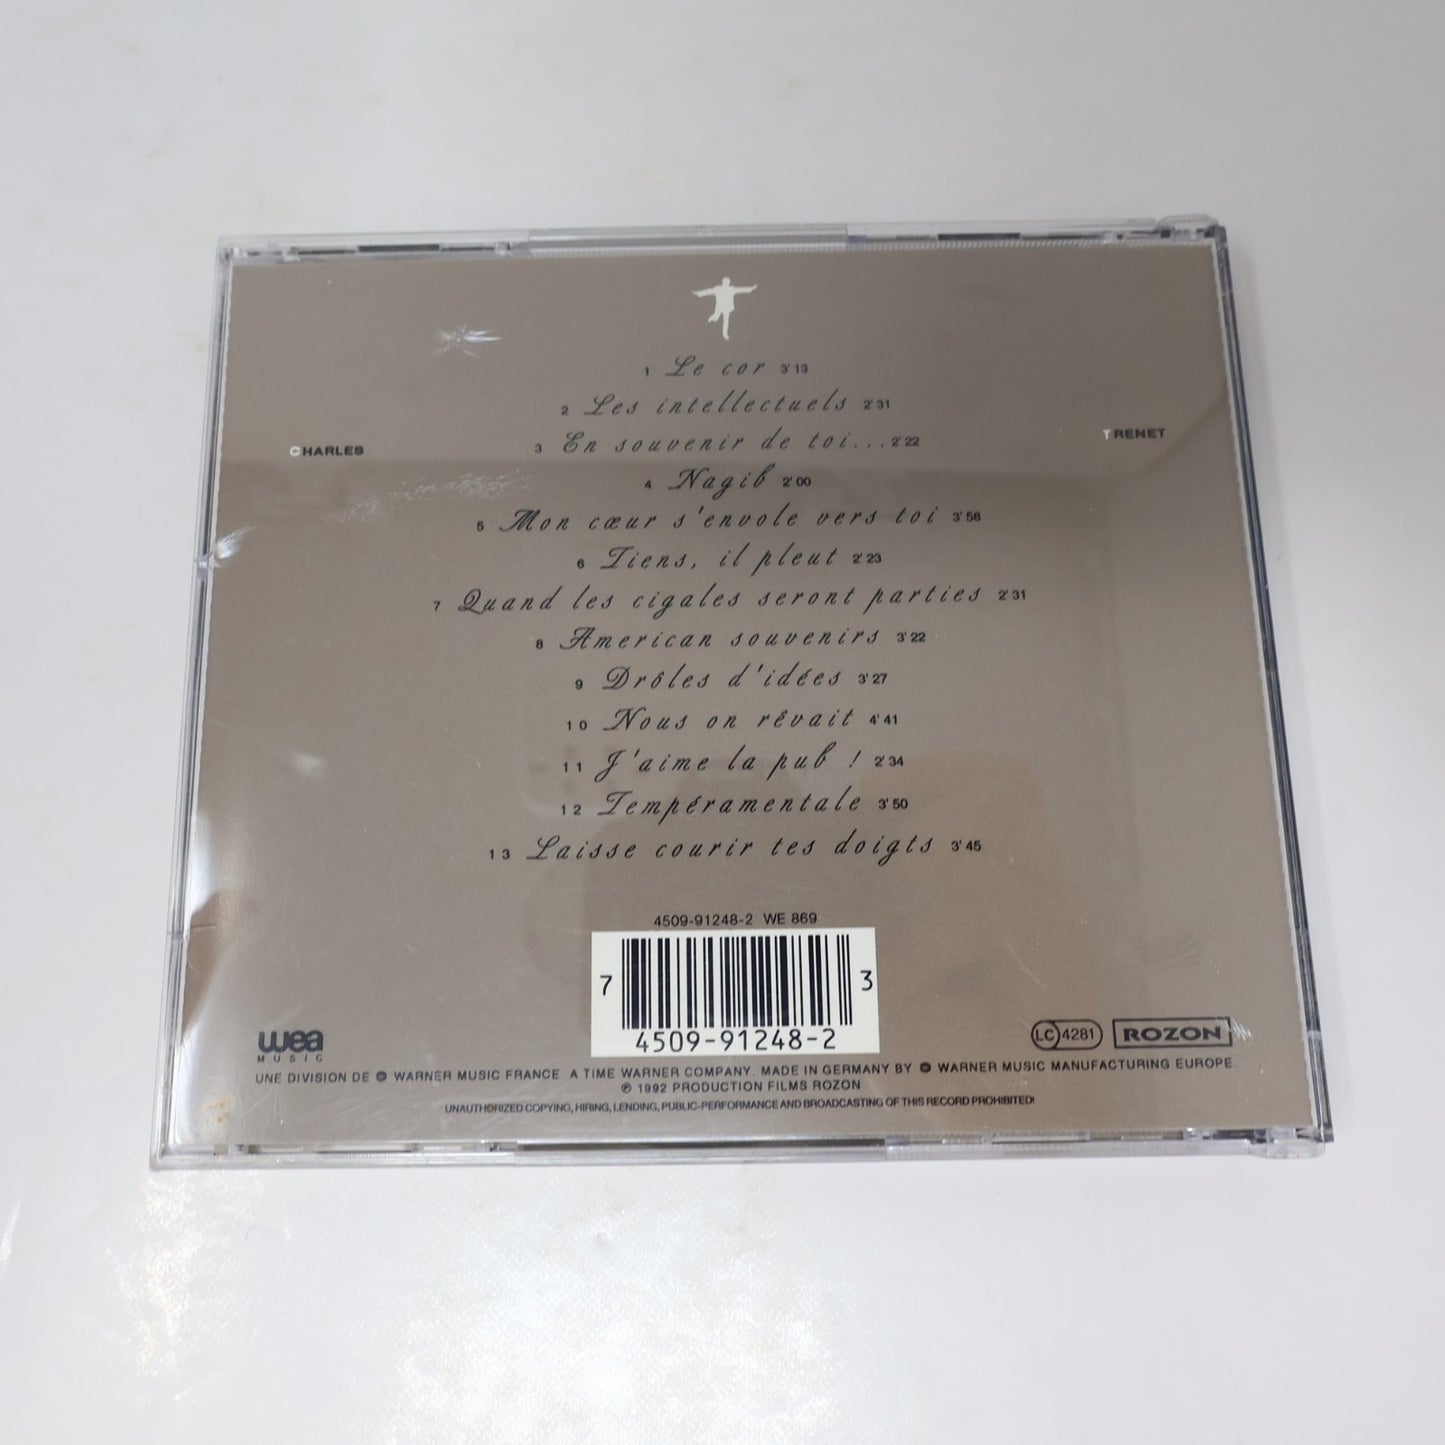 1 Le cor 3'13
2 Les intellectuels 2'31
3 En souvenir de toi... 2'22
CHARLES
TRENET
4 Nagib 2'00
5 Mon cœur s'envole vers toi 3'58
6 Tiens, il pleut 2'23
7 Quand les cigales seront parties 2'31
8 American souvenirs 3'22
9 Drôles d'idées 3'27
10 Nous on rêvait 4'41
11 J'aime la pub ! 2'34
12 Tempéramentale 3'50
13 Laisse courir tes doigts 3'45
4509-91248-2 WE 869
7 4509-91248-2 3
wea
MUSIC
LC 4281 ROZON
UNE DIVISION DE WARNER MUSIC FRANCE A TIME WARNER COMPANY. MADE IN GERMANY BY WARNER MUSIC MANUFACTURING EUROPE
℗ 1992 PRODUCTION FILMS ROZON
UNAUTHORIZED COPYING, HIRING, LENDING, PUBLIC-PERFORMANCE AND BROADCASTING OF THIS RECORD PROHIBITED!